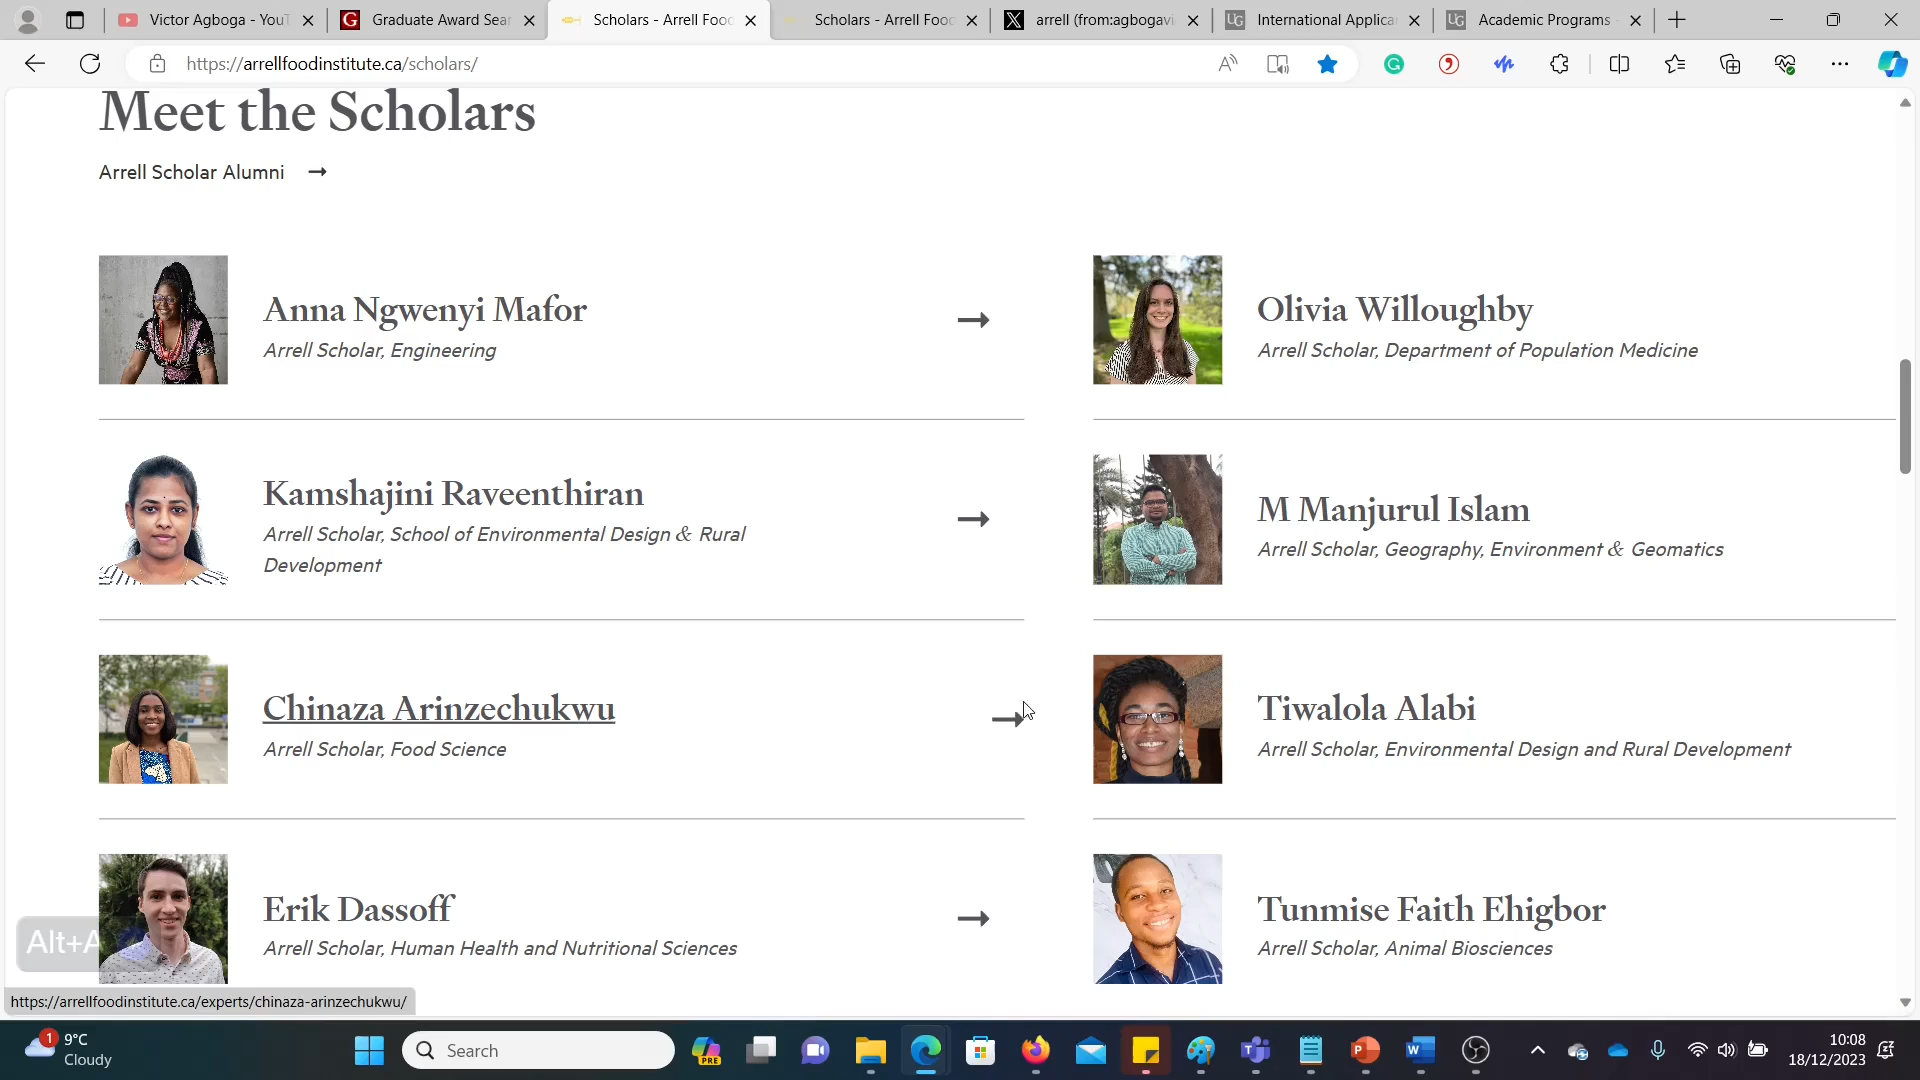 Victor Agboga - YouT
Graduate Award Sear
Scholars - Arrell Food
Scholars - Arrell Food
arrell (from:agbogavi
International Applica
Academic Programs -
https://arrellfoodinstitute.ca/scholars/
Meet the Scholars
Arrell Scholar Alumni →
Anna Ngwenyi Mafor
Arrell Scholar, Engineering
Olivia Willoughby
Arrell Scholar, Department of Population Medicine
Kamshajini Raveenthiran
Arrell Scholar, School of Environmental Design & Rural
Development
M Manjurul Islam
Arrell Scholar, Geography, Environment & Geomatics
Chinaza Arinzechukwu
Arrell Scholar, Food Science
Tiwalola Alabi
Arrell Scholar, Environmental Design and Rural Development
Erik Dassoff
Arrell Scholar, Human Health and Nutritional Sciences
Tunmise Faith Ehigbor
Arrell Scholar, Animal Biosciences
Alt+A
https://arrellfoodinstitute.ca/experts/chinaza-arinzechukwu/
1
9°C
Cloudy
Search
PRE
10:08
18/12/2023